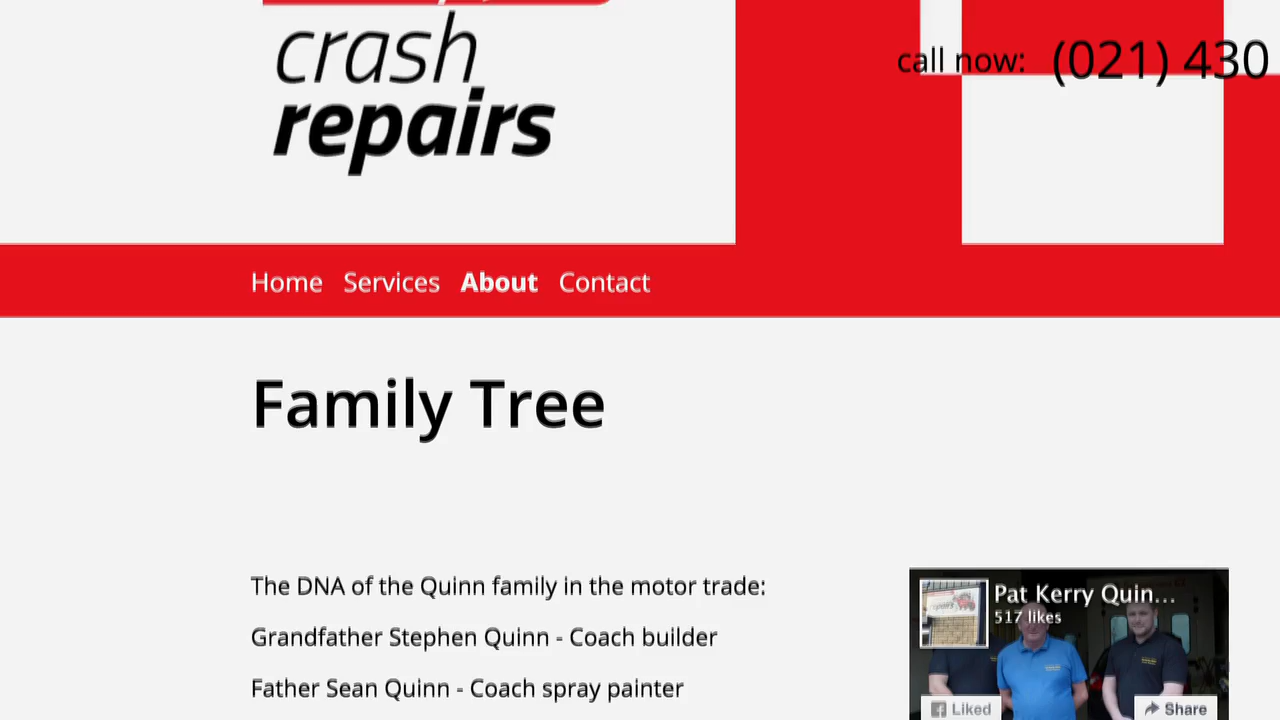 crash
repairs
call now: (021) 430
Home Services About Contact
Family Tree
The DNA of the Quinn family in the motor trade:
Grandfather Stephen Quinn - Coach builder
Father Sean Quinn - Coach spray painter
Pat Kerry Quin...
517 likes
Liked
Share